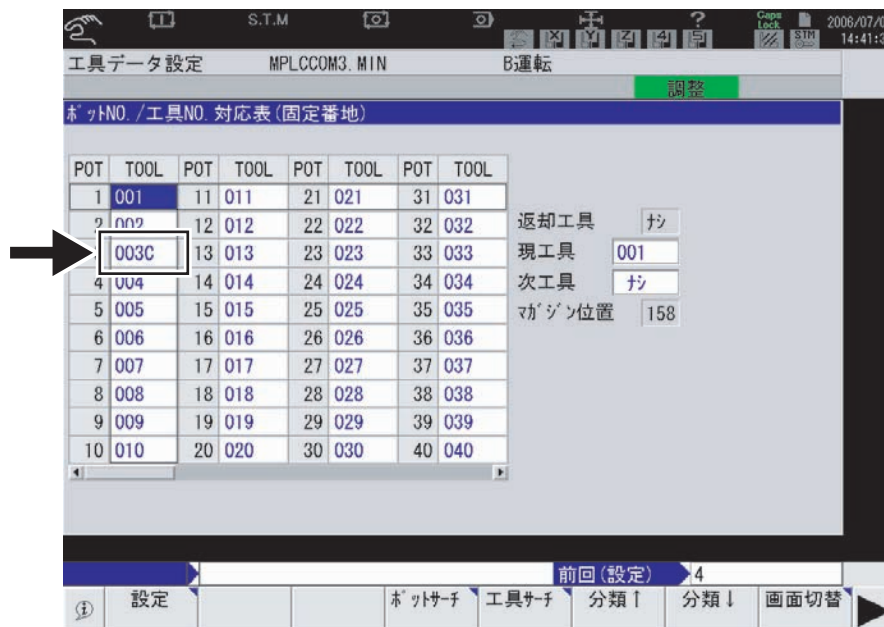 S.T.M
?
Caps Lock
STM
2006/07/0
14:41:3
X Y Z 4 5
工具データ設定 MPLCCOM3.MIN B運転
調整
ﾎﾟｯﾄNO./工具NO.対応表(固定番地)
POT TOOL POT TOOL POT TOOL POT TOOL
1 001 11 011 21 021 31 031
2 002 12 012 22 022 32 032
003C 13 013 23 023 33 033
4 004 14 014 24 024 34 034
5 005 15 015 25 025 35 035
6 006 16 016 26 026 36 036
7 007 17 017 27 027 37 037
8 008 18 018 28 028 38 038
9 009 19 019 29 029 39 039
10 010 20 020 30 030 40 040
返却工具 ﾅｼ
現工具 001
次工具 ﾅｼ
ﾏｶﾞｼﾞﾝ位置 158
前回(設定) 4
設定 ﾎﾟｯﾄｻｰﾁ 工具ｻｰﾁ 分類↑ 分類↓ 画面切替